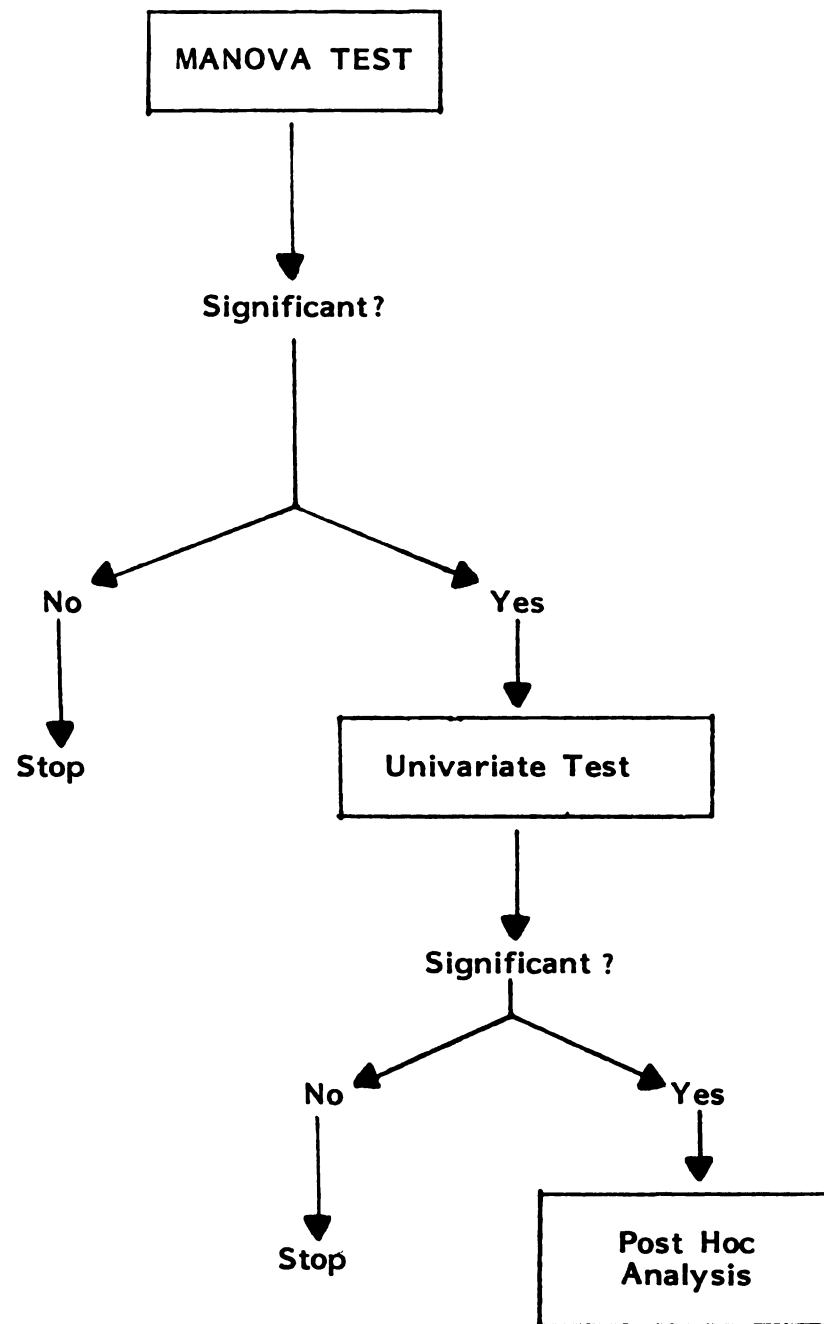 MANOVA TEST
Significant?
No
Yes
Stop
Univariate Test
Significant ?
No
Yes
Stop
Post Hoc
Analysis